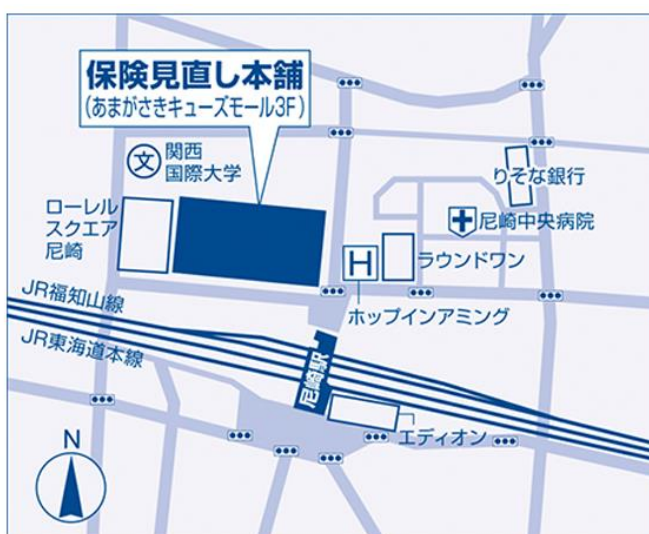 保険見直し本舗
(あまがさきキューズモール3F)
文
関西
国際大学
りそな銀行
ローレル
スクエア
尼崎
尼崎中央病院
H
ラウンドワン
JR福知山線
ホップインアミング
JR東海道本線
尼崎駅
エディオン
N